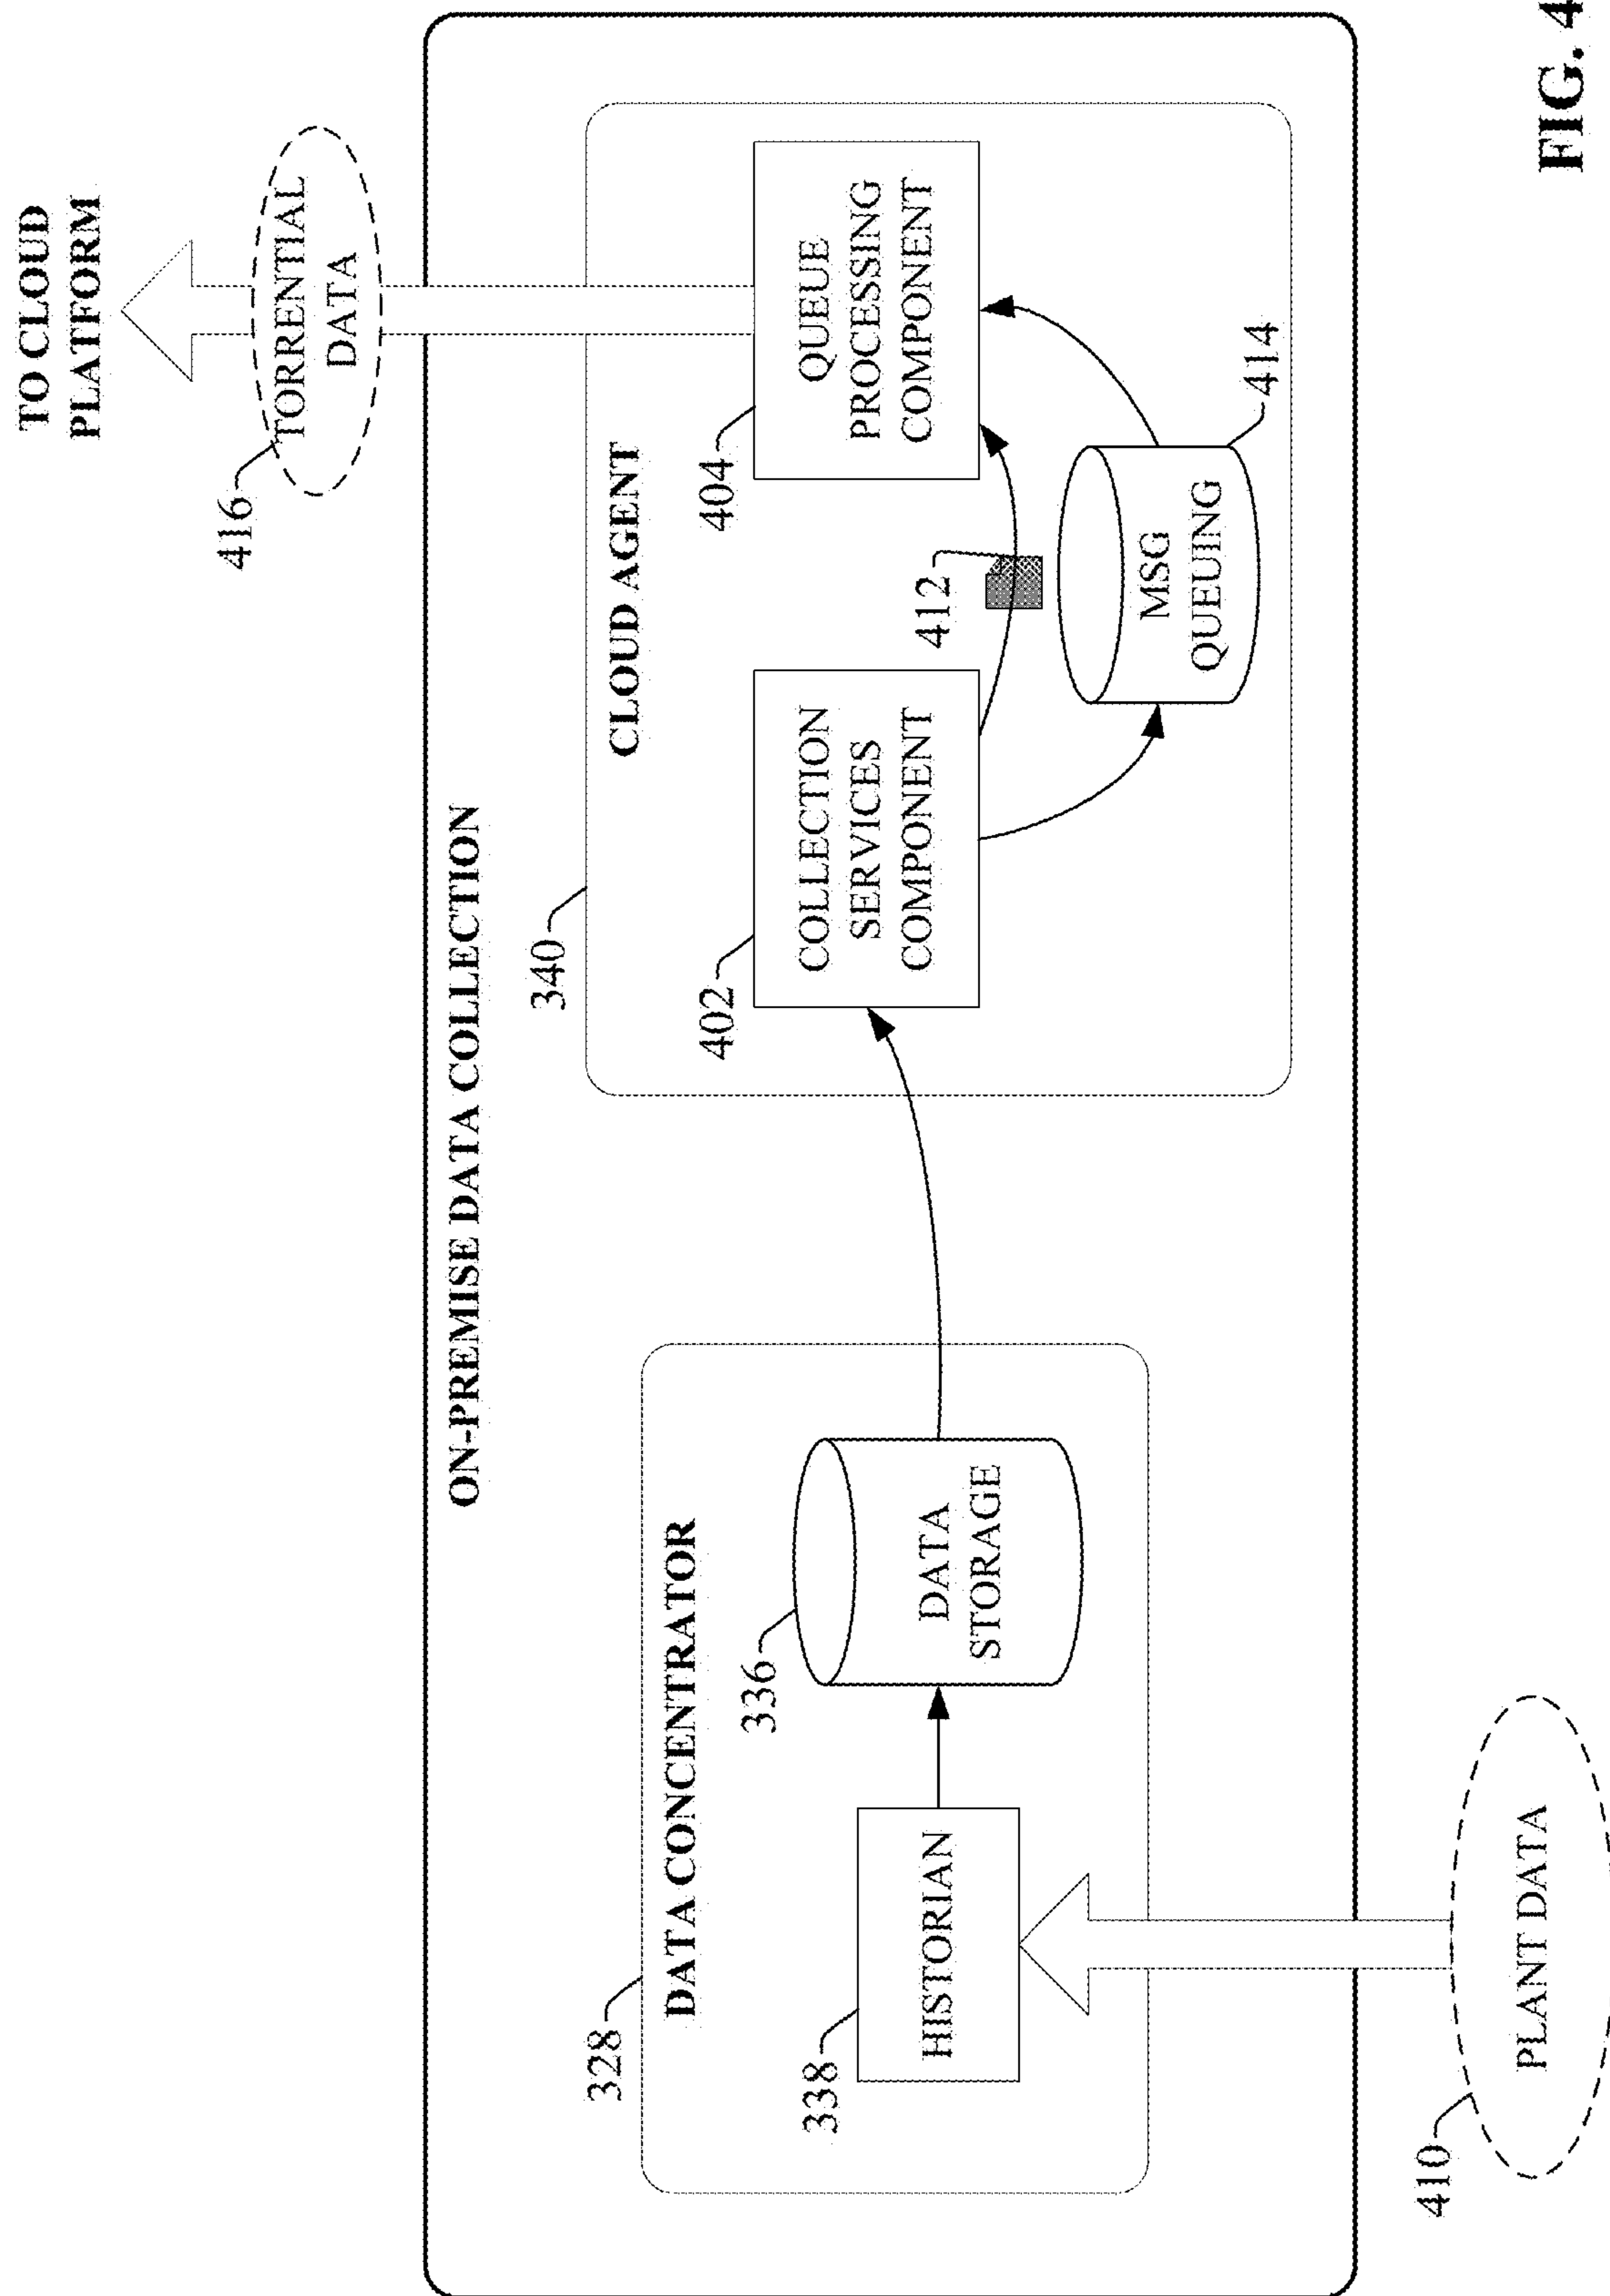 TO CLOUD
PLATFORM
416
TORRENTIAL
DATA
ON-PREMISE DATA COLLECTION
340
CLOUD AGENT
328
DATA CONCENTRATOR
402
COLLECTION
SERVICES
COMPONENT
404
QUEUE
PROCESSING
COMPONENT
338
HISTORIAN
336
DATA
STORAGE
412
MSG
QUEUING
414
410
PLANT DATA
FIG. 4